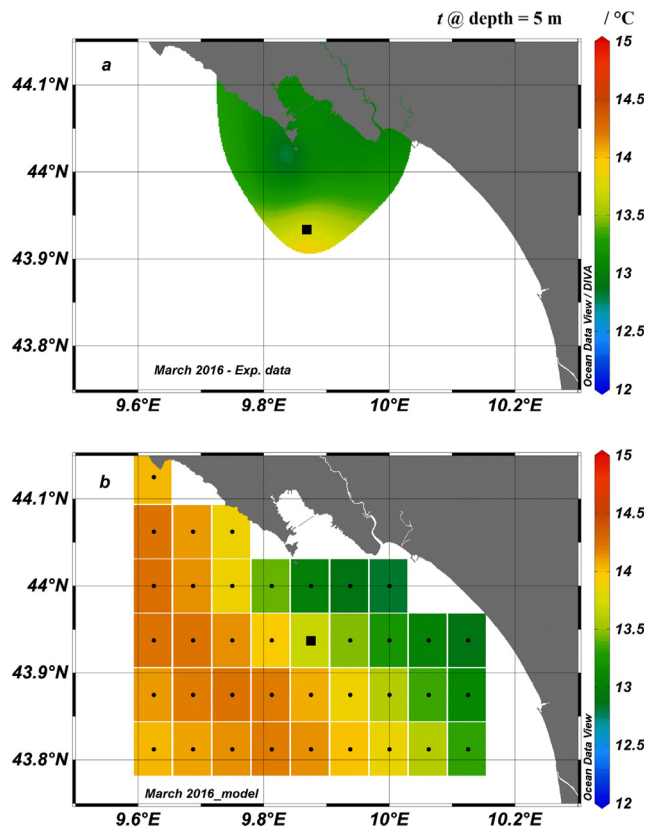 t @ depth = 5 m / °C
a
15
44.1°N
14.5
44°N
14
13.5
43.9°N
13
12.5
43.8°N
March 2016 - Exp. data
Ocean Data View / DIVA
12
9.6°E 9.8°E 10°E 10.2°E
b
15
44.1°N
14.5
44°N
14
13.5
43.9°N
13
12.5
43.8°N
March 2016_model
Ocean Data View
12
9.6°E 9.8°E 10°E 10.2°E